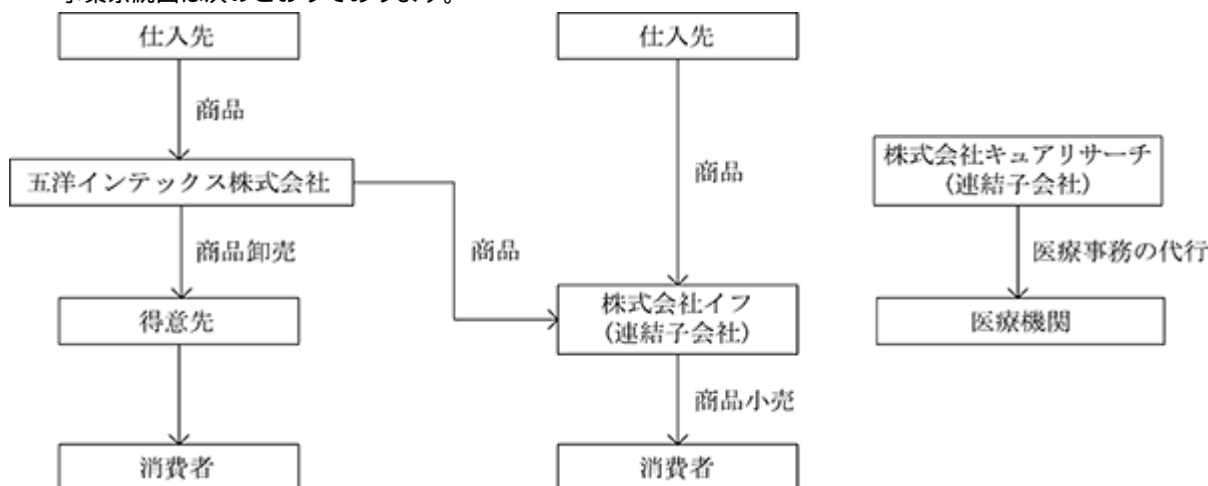 事業系統図は次のとおりであります。
仕入先
商品
五洋インテックス株式会社
商品卸売
得意先
消費者
商品
仕入先
商品
株式会社イフ
(連結子会社)
商品小売
消費者
株式会社キュアリサーチ
(連結子会社)
医療事務の代行
医療機関